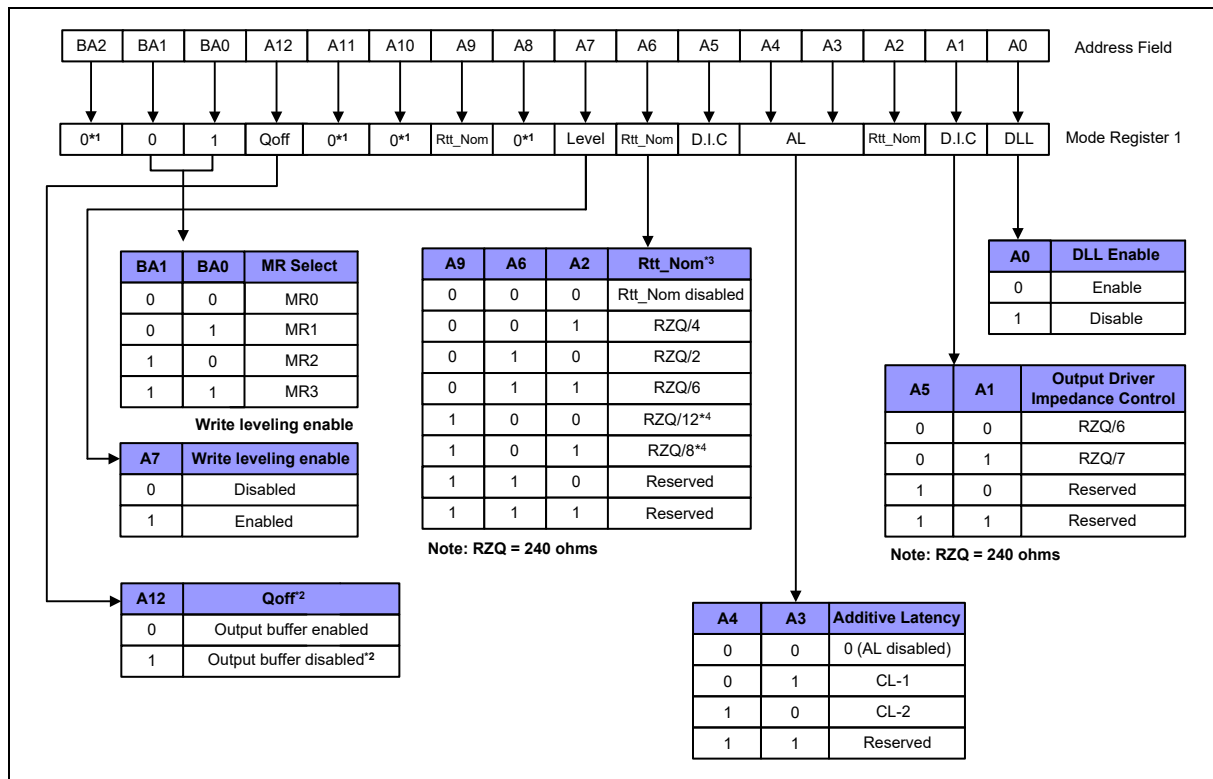 BA2 BA1 BA0 A12 A11 A10 A9 A8 A7 A6 A5 A4 A3 A2 A1 A0 Address Field
0*1 0 1 Qoff 0*1 0*1 Rtt_Nom 0*1 Level Rtt_Nom D.I.C AL Rtt_Nom D.I.C DLL Mode Register 1
BA1 BA0 MR Select
0 0 MR0
0 1 MR1
1 0 MR2
1 1 MR3
Write leveling enable
A7 Write leveling enable
0 Disabled
1 Enabled
A12 Qoff*2
0 Output buffer enabled
1 Output buffer disabled*2
A9 A6 A2 Rtt_Nom*3
0 0 0 Rtt_Nom disabled
0 0 1 RZQ/4
0 1 0 RZQ/2
0 1 1 RZQ/6
1 0 0 RZQ/12*4
1 0 1 RZQ/8*4
1 1 0 Reserved
1 1 1 Reserved
Note: RZQ = 240 ohms
A4 A3 Additive Latency
0 0 0 (AL disabled)
0 1 CL-1
1 0 CL-2
1 1 Reserved
A0 DLL Enable
0 Enable
1 Disable
A5 A1 Output Driver
Impedance Control
0 0 RZQ/6
0 1 RZQ/7
1 0 Reserved
1 1 Reserved
Note: RZQ = 240 ohms